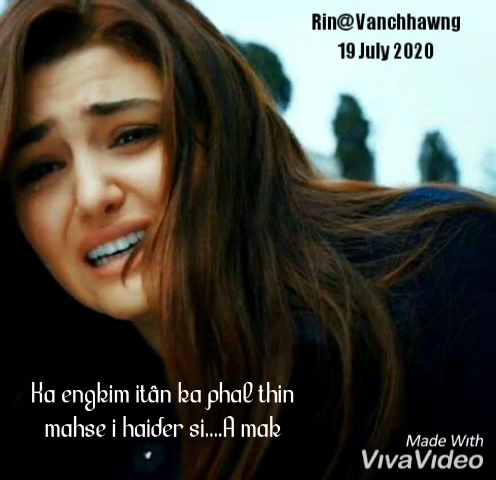 Rin@Vanchhawng
19 July 2020
Ka engkim itân ka phal thin
mahse i haider si....A mak
Made With
VivaVideo